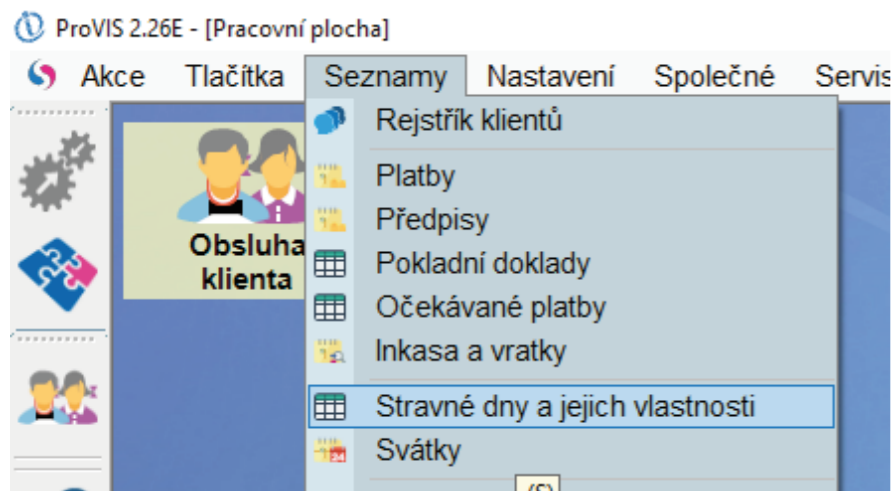 ProVIS 2.26E - [Pracovní plocha]
Akce Tlačítka Seznamy Nastavení Společné Servis
Rejstřík klientů
Platby
Předpisy
Obsluha
klienta
Pokladní doklady
Očekávané platby
Inkasa a vratky
Stravné dny a jejich vlastnosti
Svátky